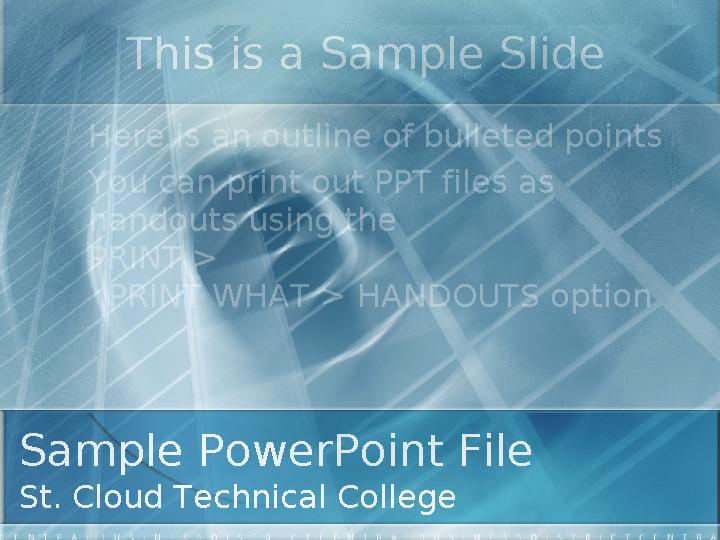 This is a Sample Slide
Here is an outline of bulleted points
You can print out PPT files as
handouts using the
PRINT >
PRINT WHAT > HANDOUTS option
Sample PowerPoint File
St. Cloud Technical College